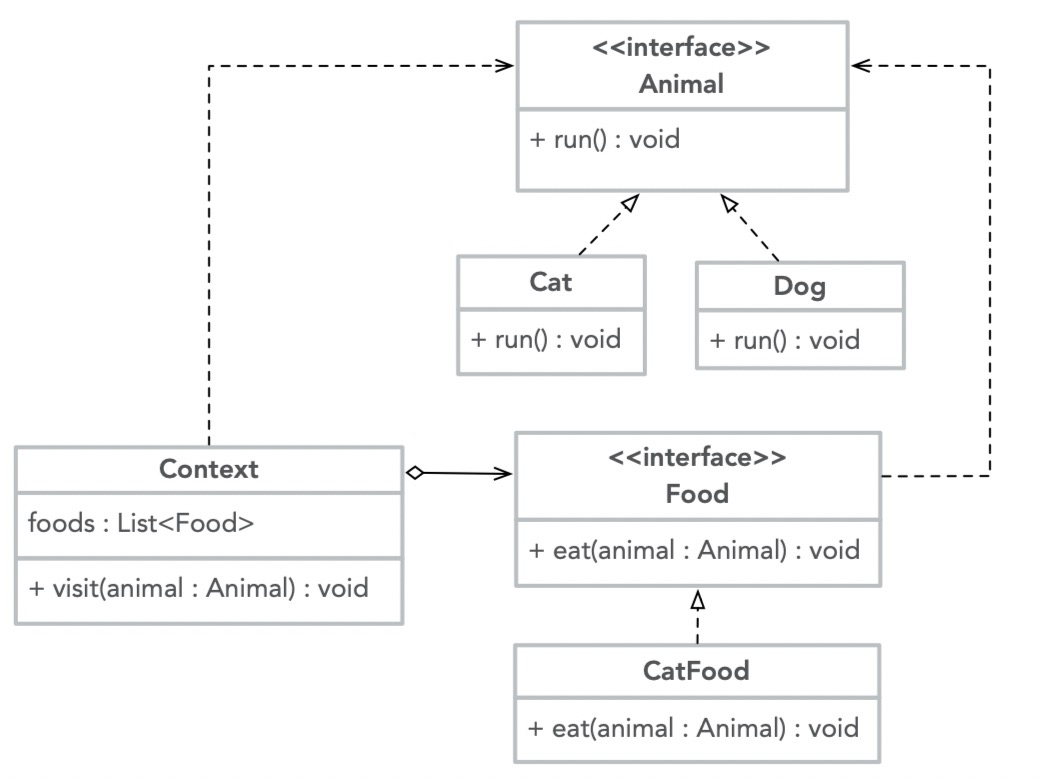 <<interface>>
Animal
+ run() : void
Cat
+ run() : void
Dog
+ run() : void
Context
foods : List<Food>
+ visit(animal : Animal) : void
<<interface>>
Food
+ eat(animal : Animal) : void
CatFood
+ eat(animal : Animal) : void